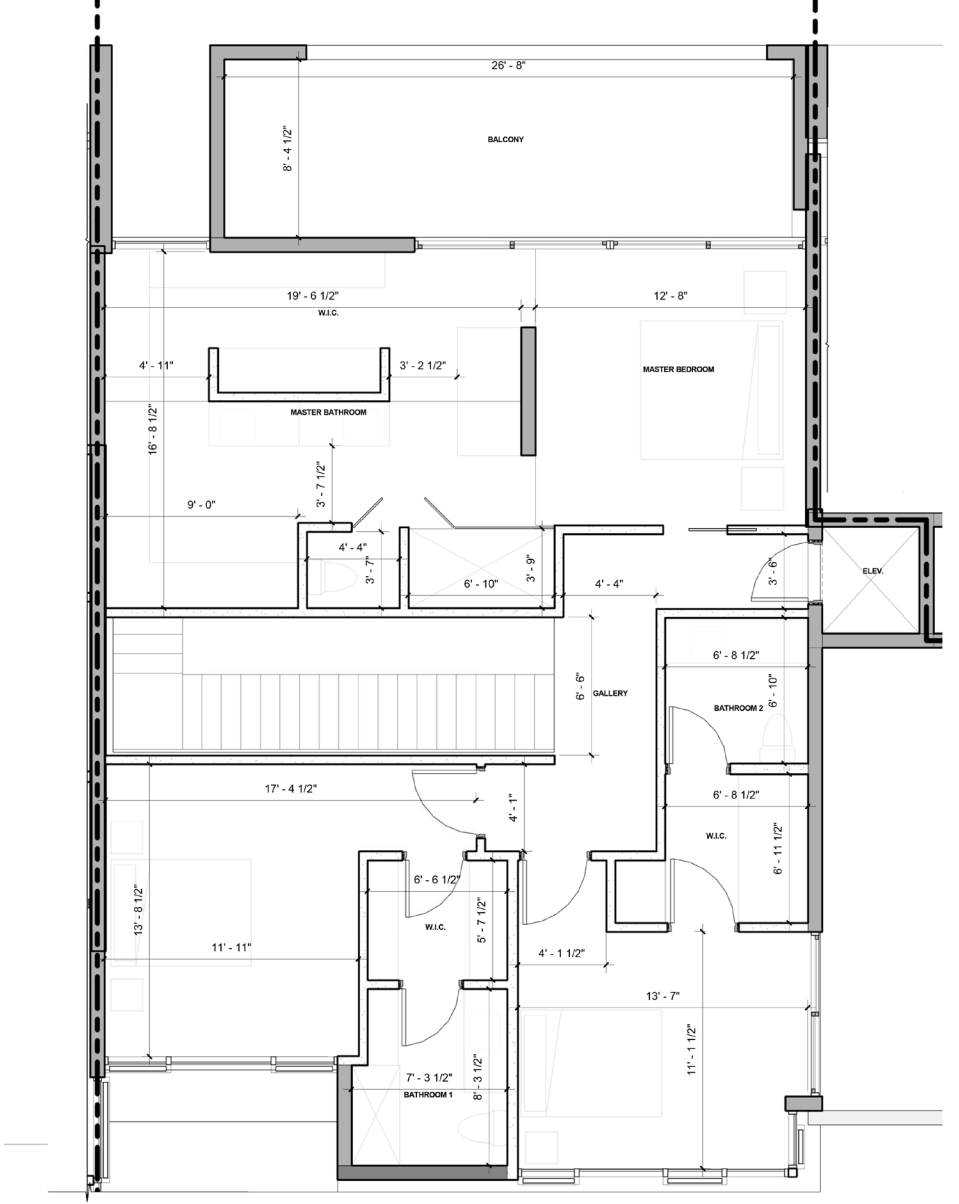 26' - 8"
8' - 4 1/2"
BALCONY
19' - 6 1/2"
12' - 8"
W.I.C.
4' - 11"
3' - 2 1/2"
MASTER BEDROOM
16' - 8 1/2"
MASTER BATHROOM
3' - 7 1/2"
9' - 0"
4' - 4"
3' - 7"
6' - 10"
3' - 9"
4' - 4"
3' - 6"
ELEV.
6' - 6"
GALLERY
6' - 8 1/2"
6' - 10"
BATHROOM 2
17' - 4 1/2"
4' - 1"
6' - 8 1/2"
W.I.C.
6' - 11 1/2"
13' - 8 1/2"
6' - 6 1/2"
5' - 7 1/2"
W.I.C.
11' - 11"
4' - 1 1/2"
13' - 7"
11' - 1 1/2"
7' - 3 1/2"
8' - 3 1/2"
BATHROOM 1